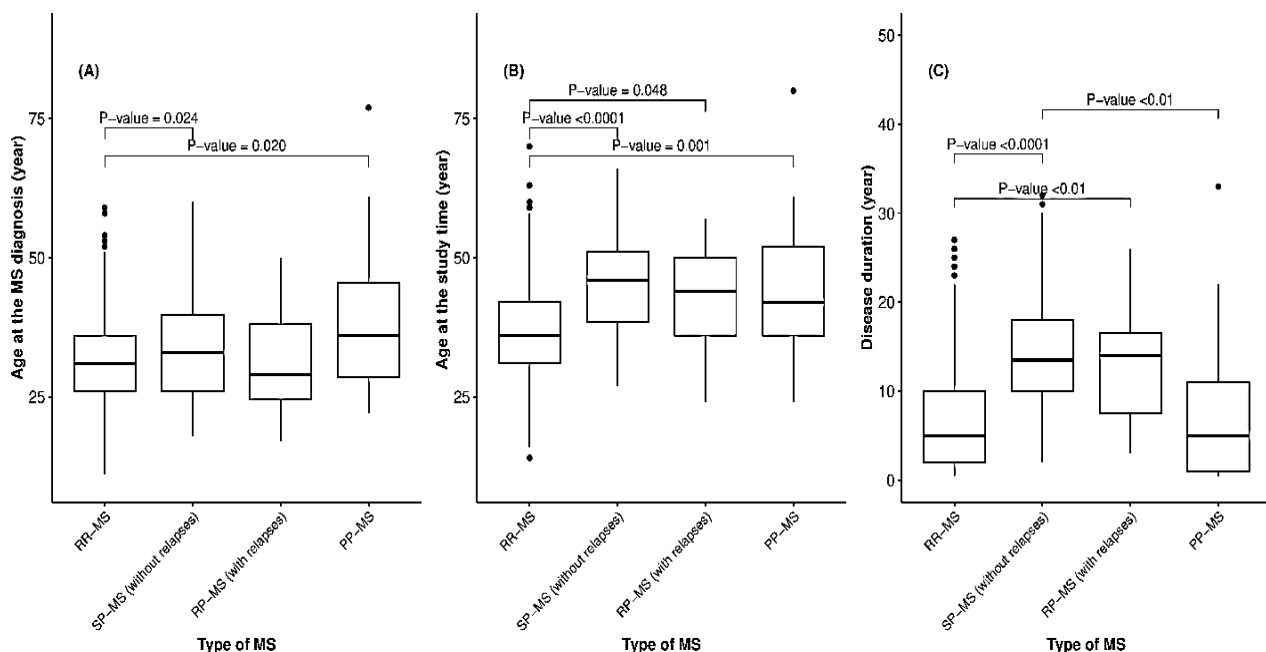 (A)
Age at the MS diagnosis (year)
75
50
25
P−value = 0.024
P−value = 0.020
RR−MS
SP−MS (without relapses)
RP−MS (with relapses)
PP−MS
Type of MS
(B)
Age at the study time (year)
75
50
25
P−value = 0.048
P−value <0.0001
P−value = 0.001
RR−MS
SP−MS (without relapses)
RP−MS (with relapses)
PP−MS
Type of MS
(C)
Disease duration (year)
50
40
30
20
10
0
P−value <0.01
P−value <0.0001
P−value <0.01
RR−MS
SP−MS (without relapses)
RP−MS (with relapses)
PP−MS
Type of MS